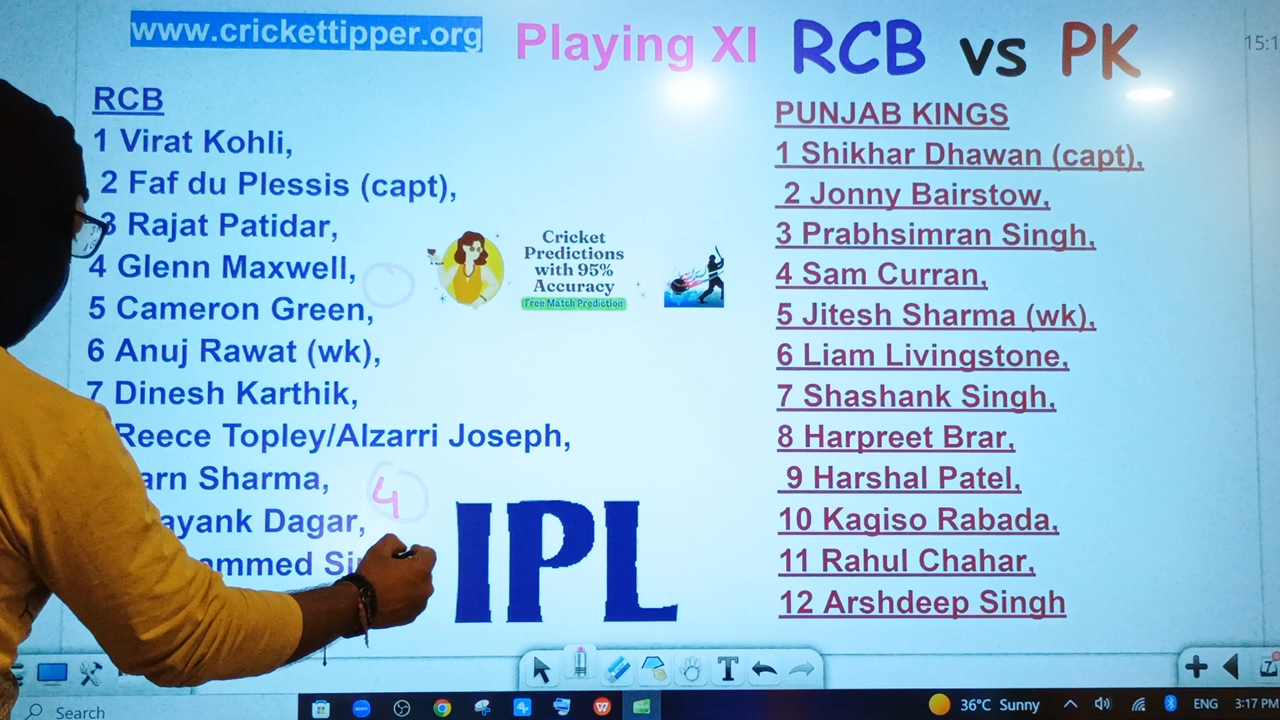 www.crickettipper.org
Playing XI RCB vs PK
15:1
RCB
1 Virat Kohli,
2 Faf du Plessis (capt),
3 Rajat Patidar,
4 Glenn Maxwell,
5 Cameron Green,
6 Anuj Rawat (wk),
7 Dinesh Karthik,
Reece Topley/Alzarri Joseph,
arn Sharma,
ayank Dagar,
ammed Si
4
Cricket
Predictions
with 95%
Accuracy
Free Match Prediction
IPL
PUNJAB KINGS
1 Shikhar Dhawan (capt),
2 Jonny Bairstow,
3 Prabhsimran Singh,
4 Sam Curran,
5 Jitesh Sharma (wk),
6 Liam Livingstone,
7 Shashank Singh,
8 Harpreet Brar,
9 Harshal Patel,
10 Kagiso Rabada,
11 Rahul Chahar,
12 Arshdeep Singh
T
Search
36°C Sunny
ENG
3:17 PM